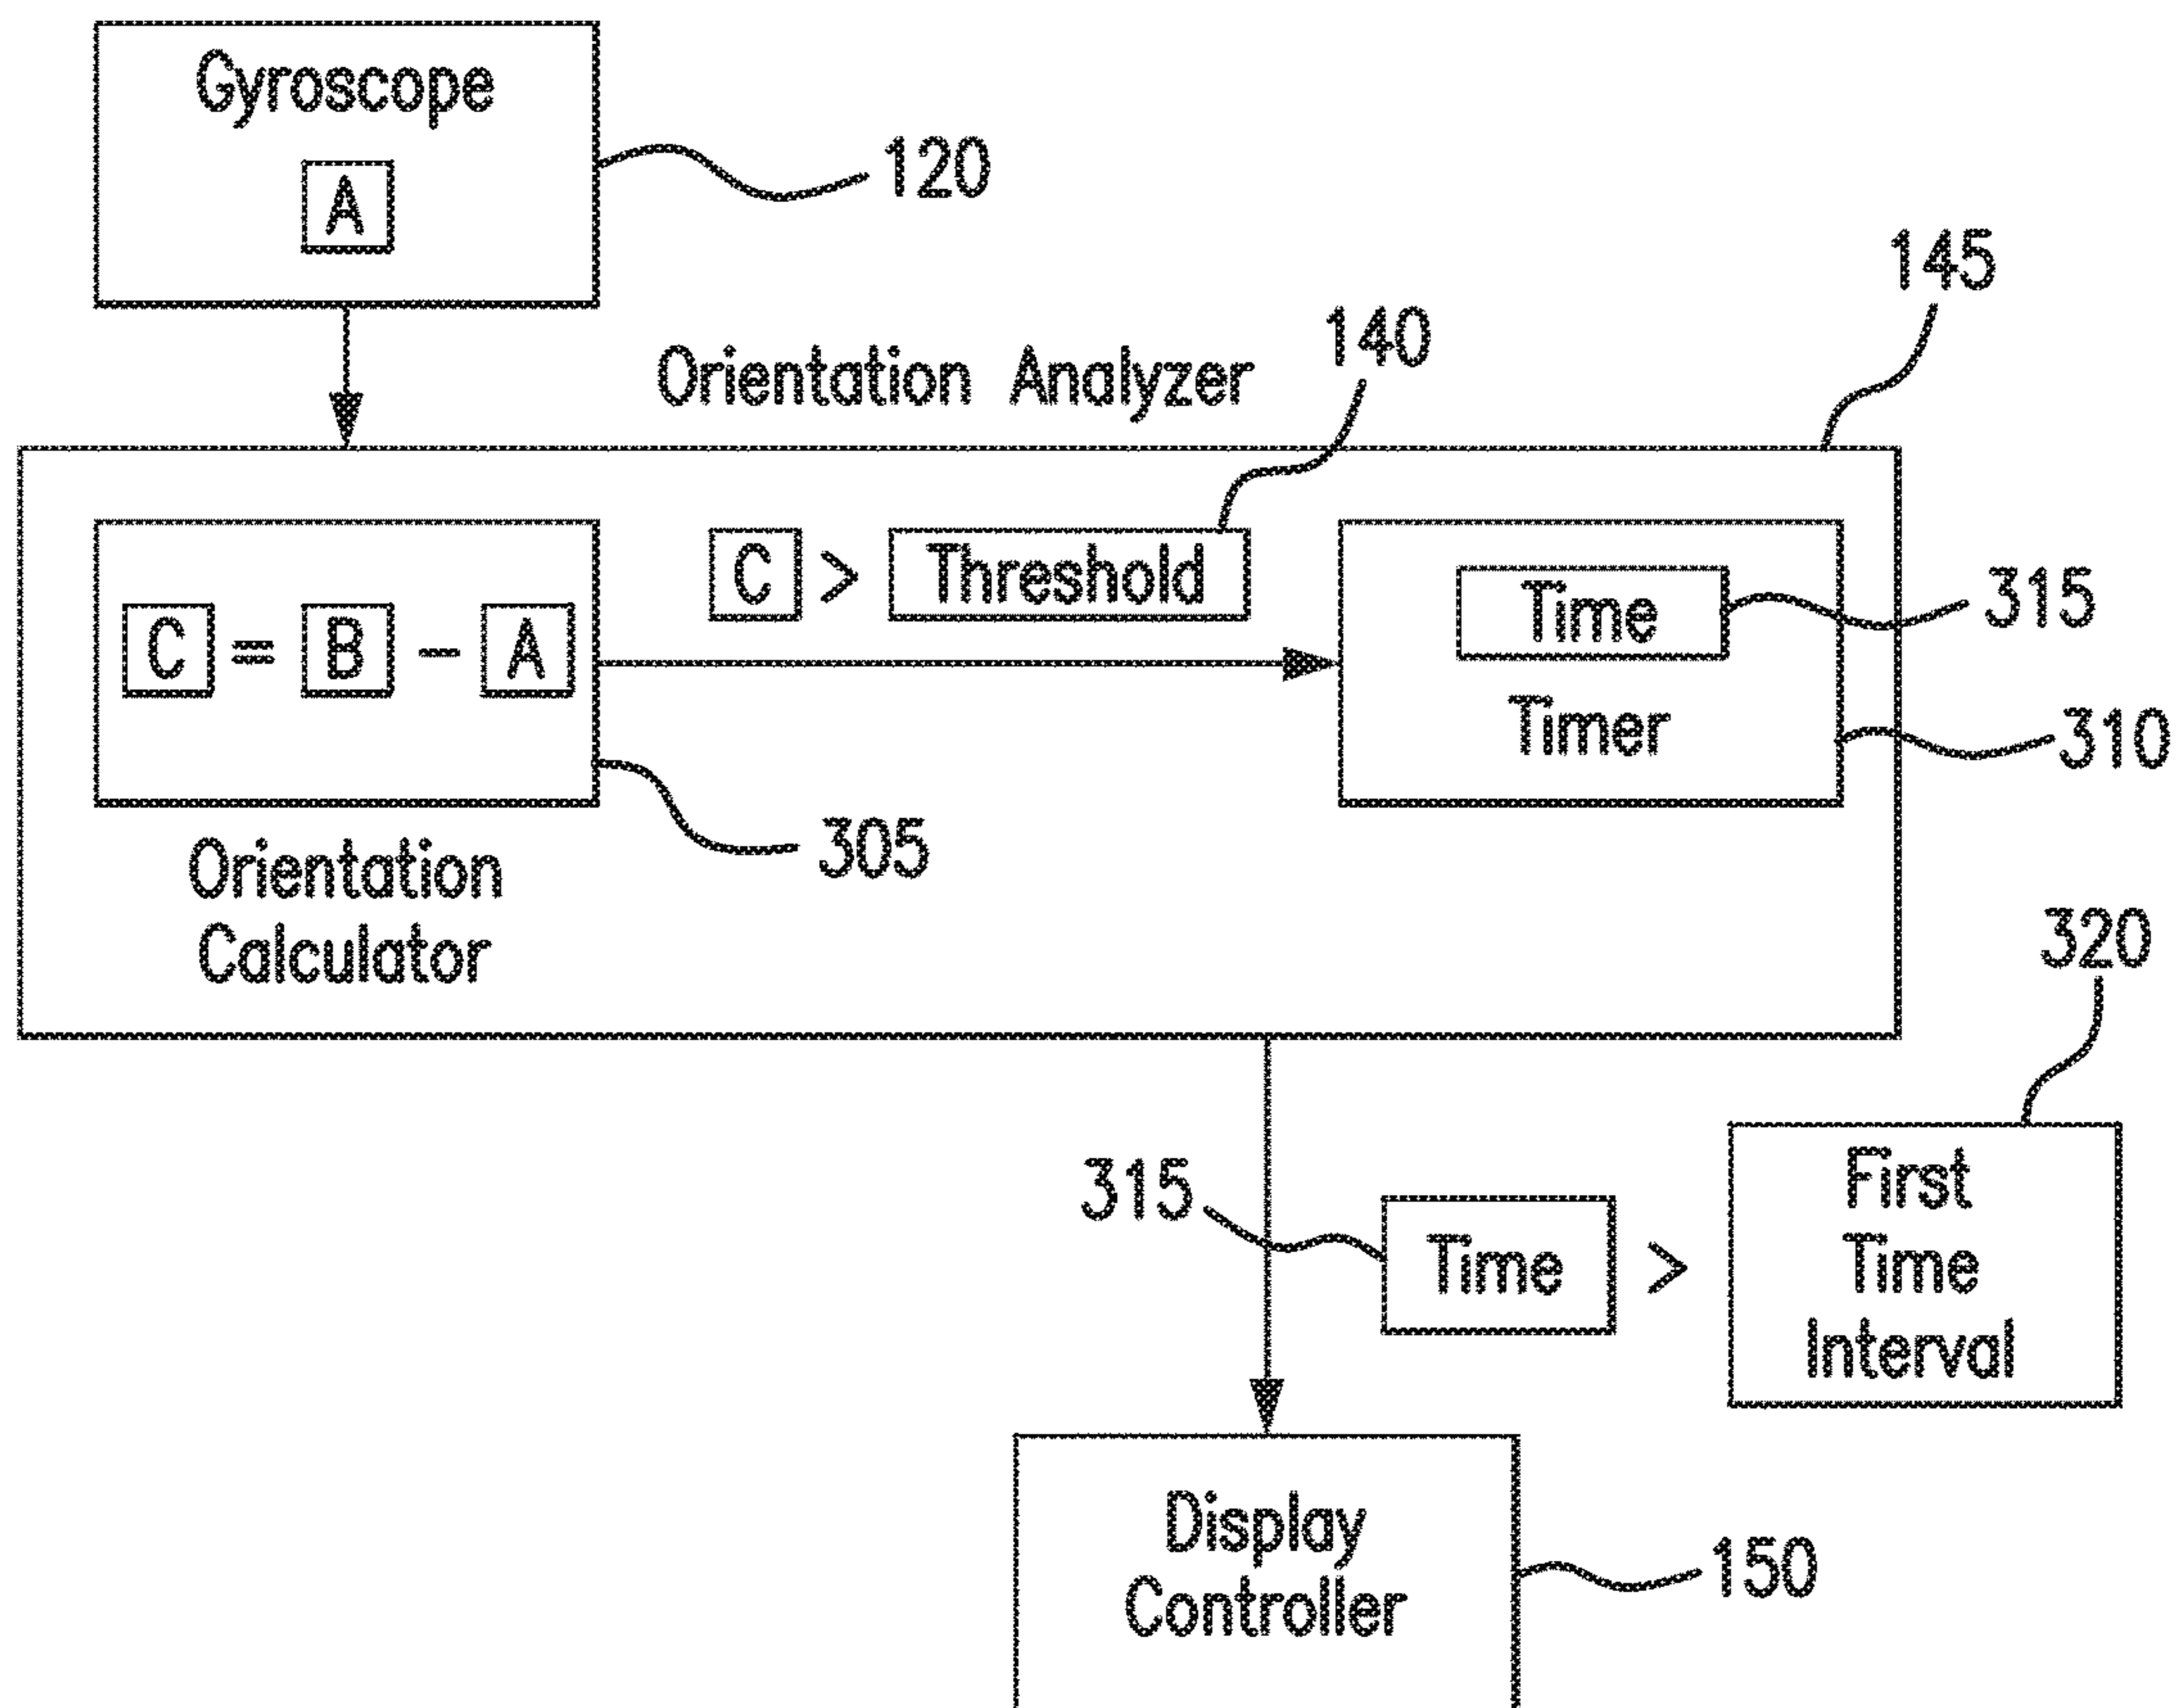 Gyroscope
A
120
145
140
Orientation Analyzer
C > Threshold
C = B - A
Time
315
Timer
310
305
Orientation
Calculator
320
315
Time >
First
Time
Interval
Display
Controller
150